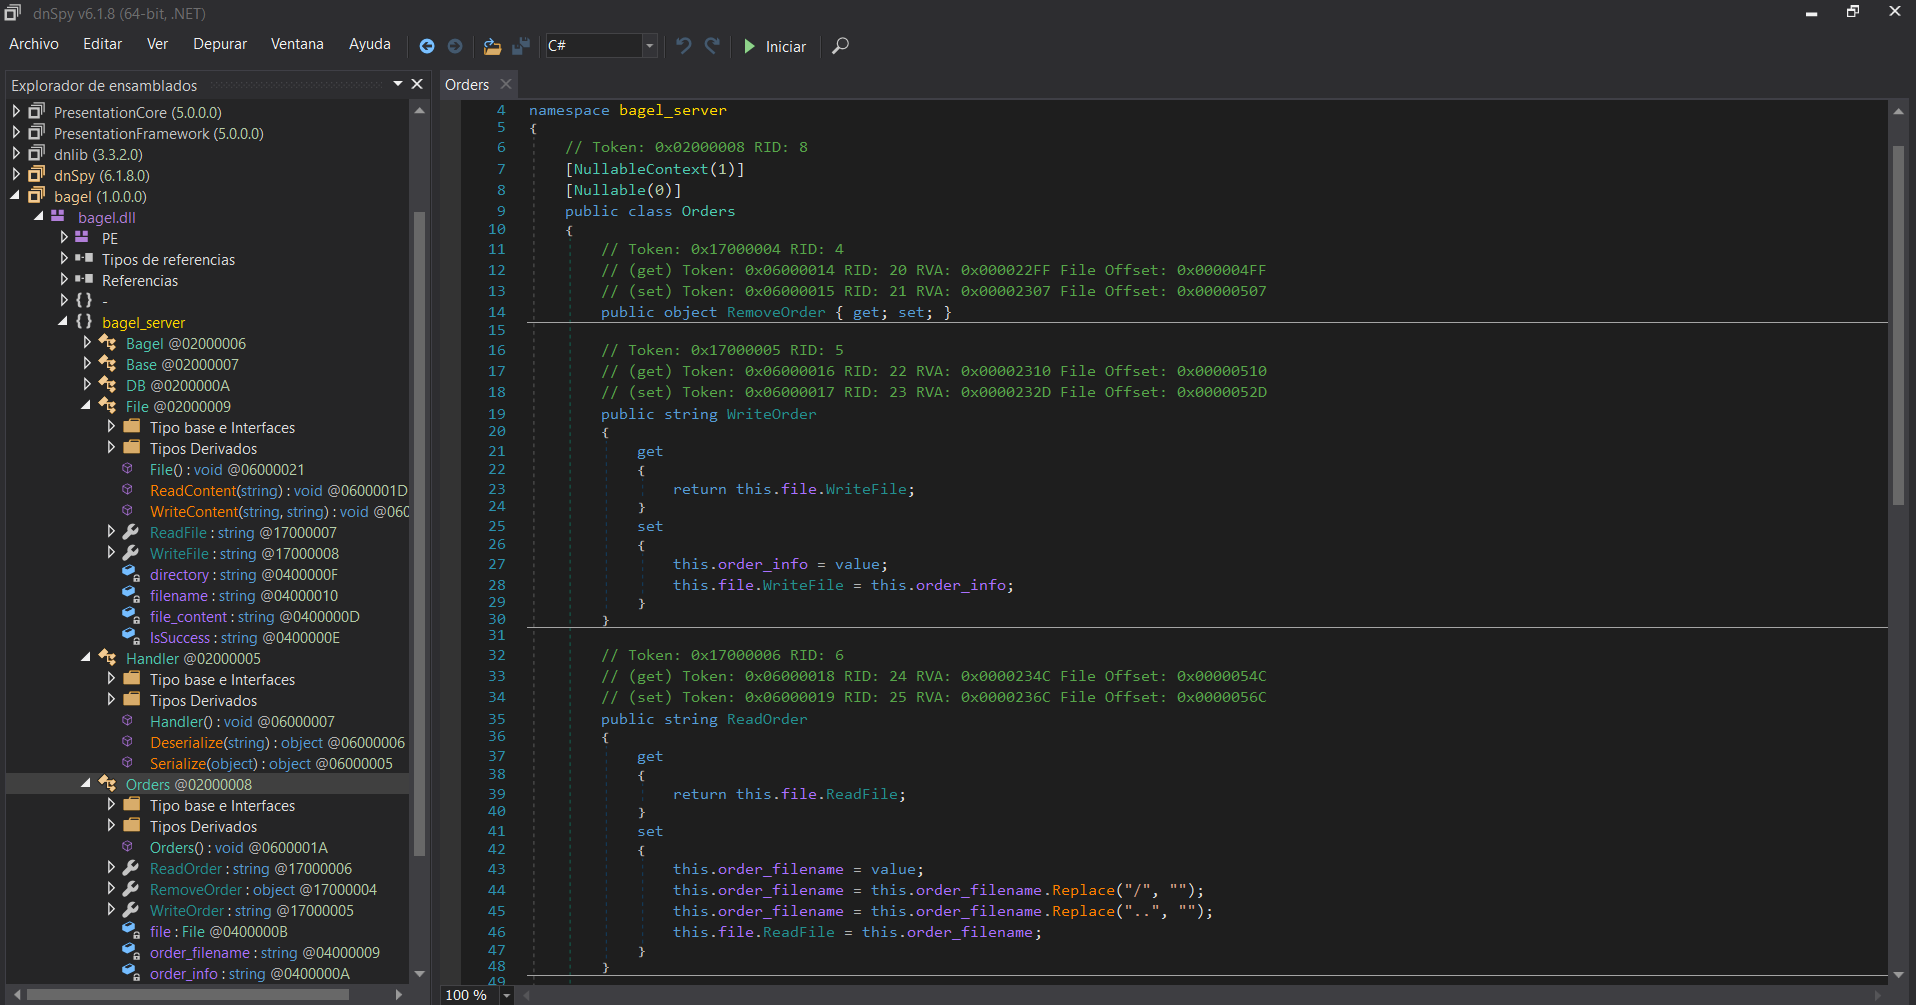 dnSpy v6.1.8 (64-bit, .NET)
Archivo Editar Ver Depurar Ventana Ayuda C# Iniciar
Explorador de ensamblados
PresentationCore (5.0.0.0)
PresentationFramework (5.0.0.0)
dnlib (3.3.2.0)
dnSpy (6.1.8.0)
bagel (1.0.0.0)
bagel.dll
PE
Tipos de referencias
Referencias
{ } -
{ } bagel_server
Bagel @02000006
Base @02000007
DB @0200000A
File @02000009
Tipo base e Interfaces
Tipos Derivados
File() : void @06000021
ReadContent(string) : void @0600001D
WriteContent(string, string) : void @060
ReadFile : string @17000007
WriteFile : string @17000008
directory : string @0400000F
filename : string @04000010
file_content : string @0400000D
IsSuccess : string @0400000E
Handler @02000005
Tipo base e Interfaces
Tipos Derivados
Handler() : void @06000007
Deserialize(string) : object @06000006
Serialize(object) : object @06000005
Orders @02000008
Tipo base e Interfaces
Tipos Derivados
Orders() : void @0600001A
ReadOrder : string @17000006
RemoveOrder : object @17000004
WriteOrder : string @17000005
file : File @0400000B
order_filename : string @04000009
order_info : string @0400000A
Orders
4 namespace bagel_server
5 {
6 // Token: 0x02000008 RID: 8
7 [NullableContext(1)]
8 [Nullable(0)]
9 public class Orders
10 {
11 // Token: 0x17000004 RID: 4
12 // (get) Token: 0x06000014 RID: 20 RVA: 0x000022FF File Offset: 0x000004FF
13 // (set) Token: 0x06000015 RID: 21 RVA: 0x00002307 File Offset: 0x00000507
14 public object RemoveOrder { get; set; }
15
16 // Token: 0x17000005 RID: 5
17 // (get) Token: 0x06000016 RID: 22 RVA: 0x00002310 File Offset: 0x00000510
18 // (set) Token: 0x06000017 RID: 23 RVA: 0x0000232D File Offset: 0x0000052D
19 public string WriteOrder
20 {
21 get
22 {
23 return this.file.WriteFile;
24 }
25 set
26 {
27 this.order_info = value;
28 this.file.WriteFile = this.order_info;
29 }
30 }
31
32 // Token: 0x17000006 RID: 6
33 // (get) Token: 0x06000018 RID: 24 RVA: 0x0000234C File Offset: 0x0000054C
34 // (set) Token: 0x06000019 RID: 25 RVA: 0x0000236C File Offset: 0x0000056C
35 public string ReadOrder
36 {
37 get
38 {
39 return this.file.ReadFile;
40 }
41 set
42 {
43 this.order_filename = value;
44 this.order_filename = this.order_filename.Replace("/", "");
45 this.order_filename = this.order_filename.Replace("..", "");
46 this.file.ReadFile = this.order_filename;
47 }
48 }
49
100 %